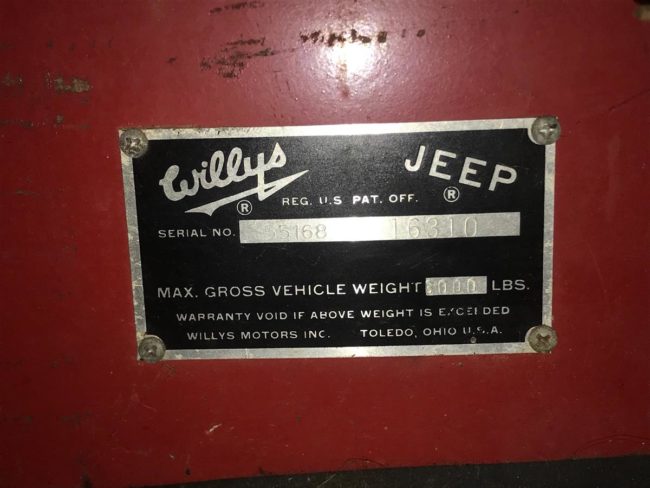 Willys ® JEEP ®
REG. U.S PAT. OFF.
SERIAL NO. 55168 16310
MAX. GROSS VEHICLE WEIGHT 6000 LBS.
WARRANTY VOID IF ABOVE WEIGHT IS EXCEEDED
WILLYS MOTORS INC. TOLEDO, OHIO U.S.A.